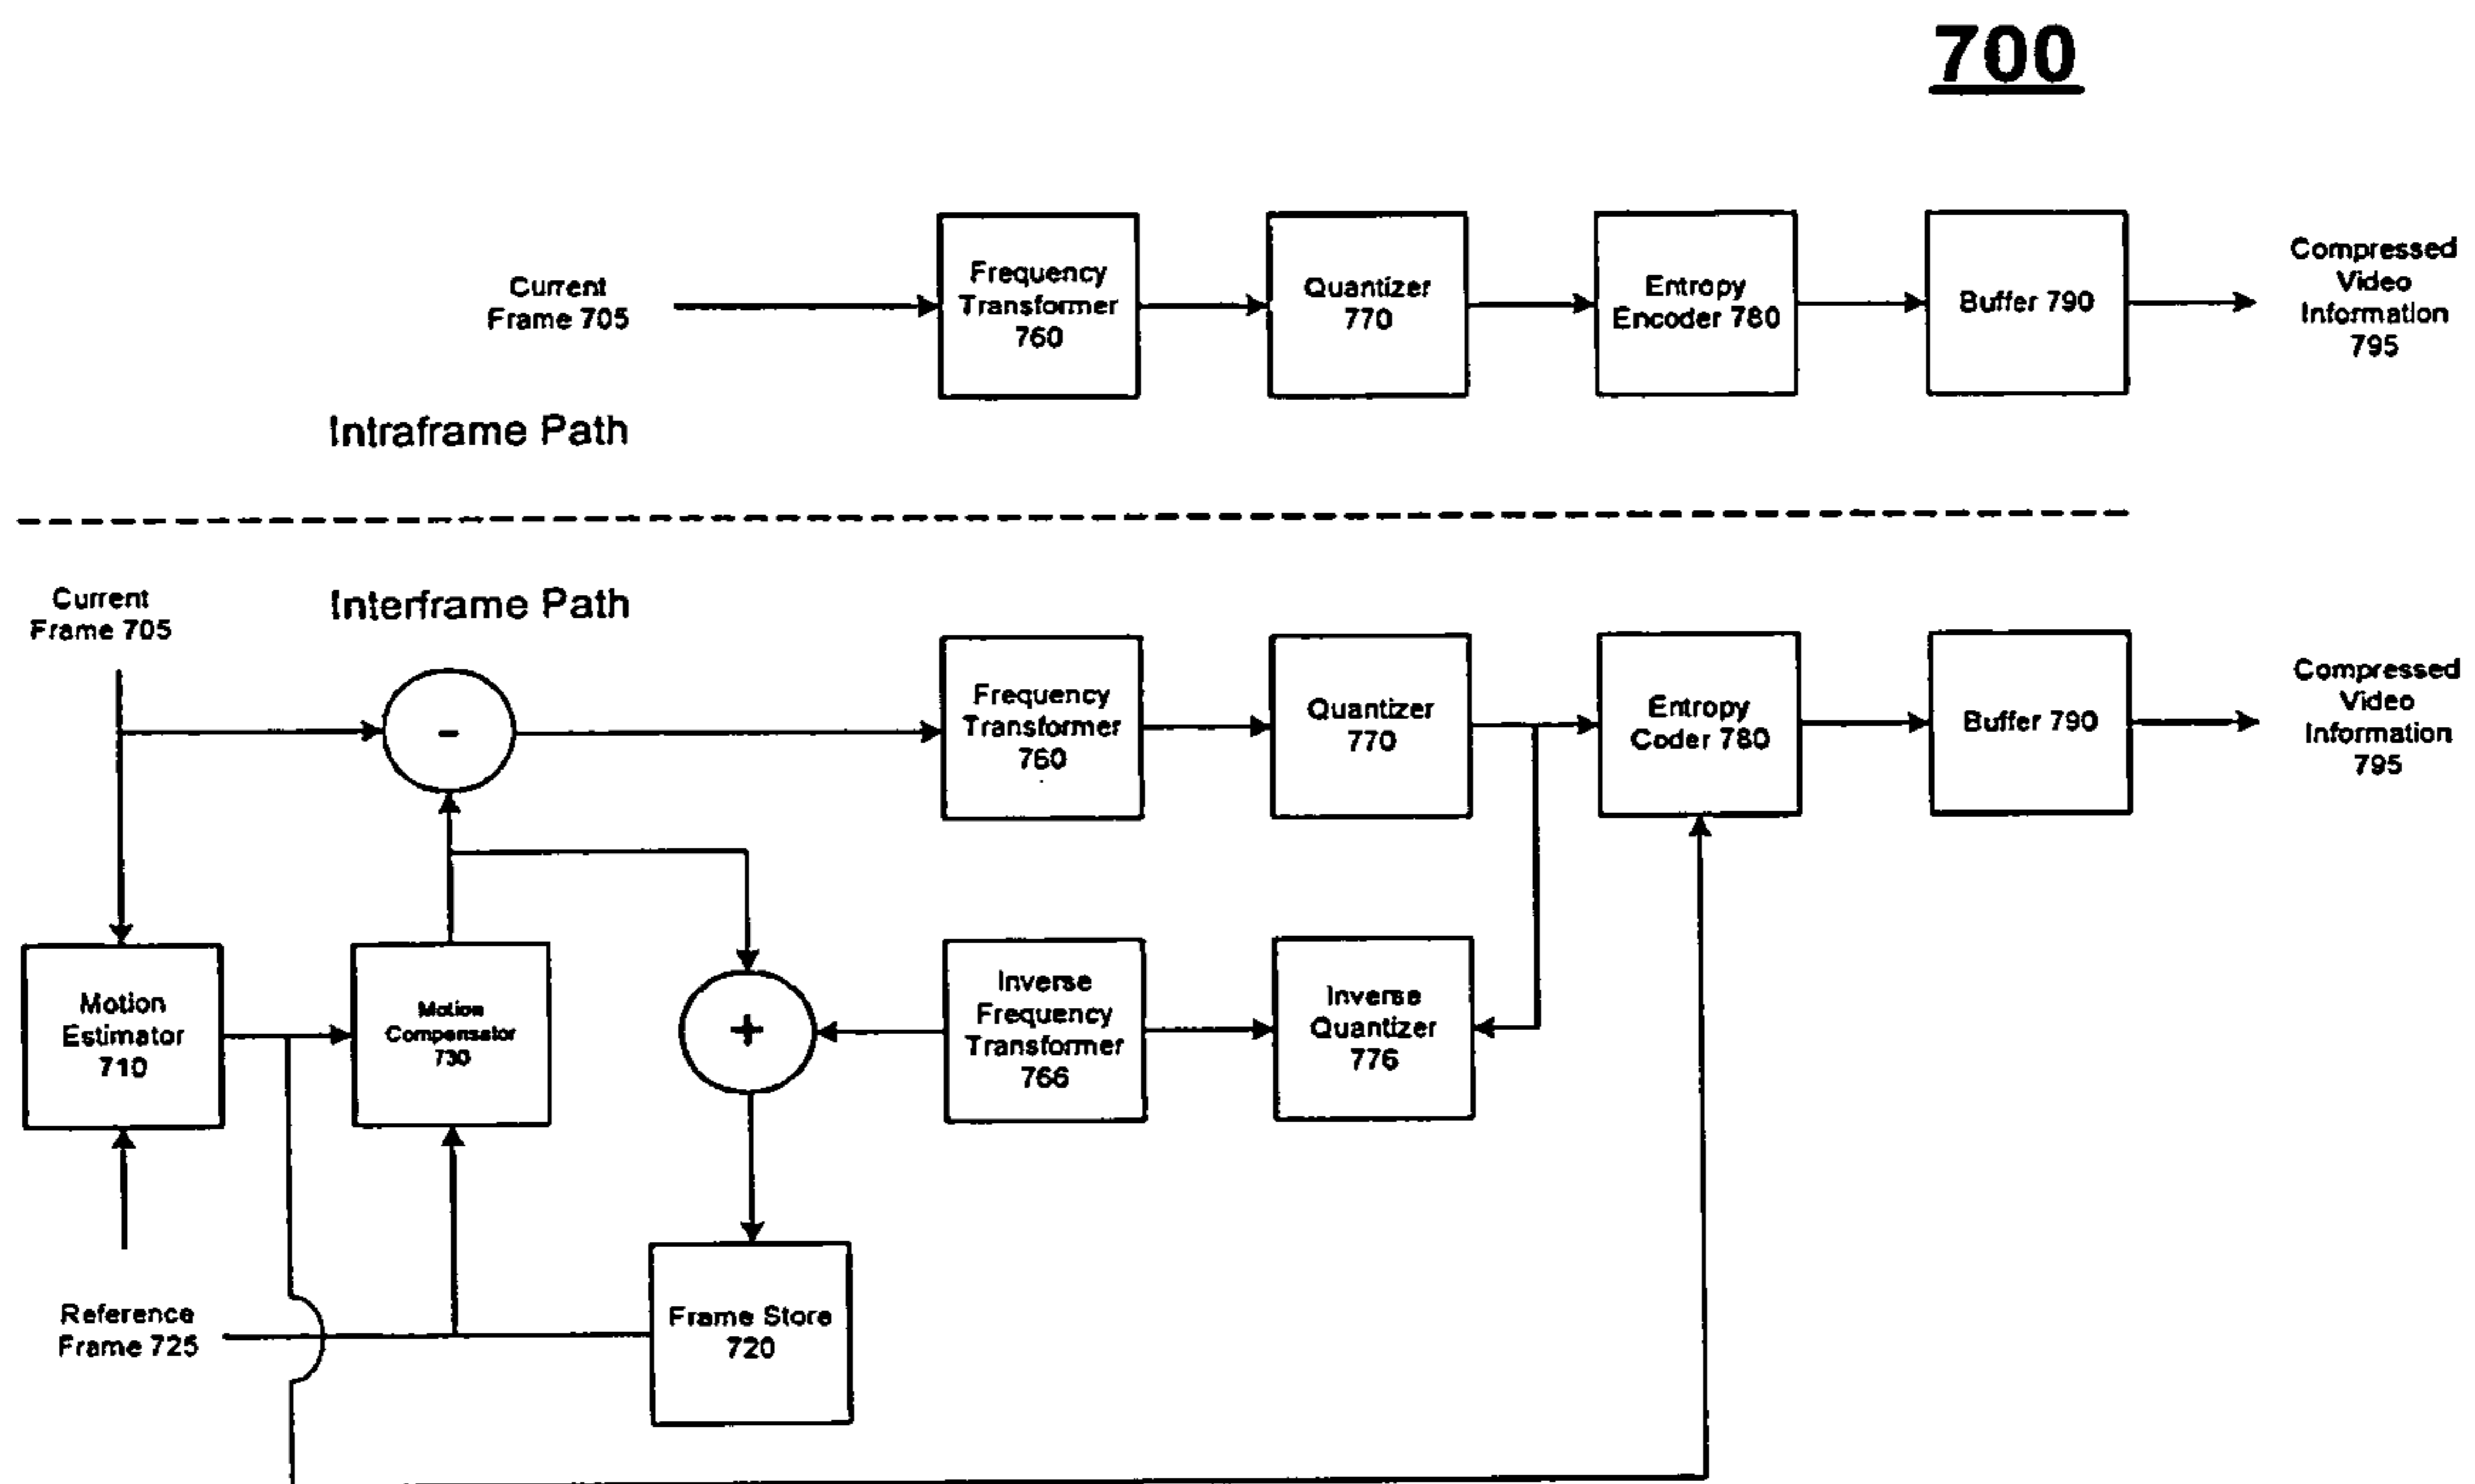 700
Current
Frame 705
Frequency
Transformer
760
Quantizer
770
Entropy
Encoder 780
Buffer 790
Compressed
Video
Information
795
Intraframe Path
Current
Frame 705
Interframe Path
-
Frequency
Transformer
760
Quantizer
770
Entropy
Coder 780
Buffer 790
Compressed
Video
Information
795
Motion
Estimator
710
Motion
Compensator
730
+
Inverse
Frequency
Transformer
766
Inverse
Quantizer
776
Reference
Frame 725
Frame Store
720